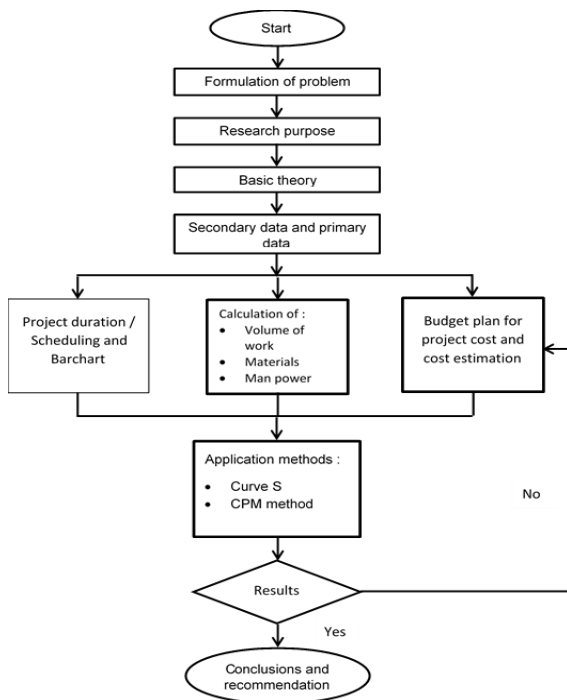 Start
Formulation of problem
Research purpose
Basic theory
Secondary data and primary
data
Project duration /
Scheduling and
Barchart
Calculation of :
• Volume of
work
• Materials
• Man power
Budget plan for
project cost and
cost estimation
Application methods :
• Curve S
• CPM method
No
Results
Yes
Conclusions and
recommendation